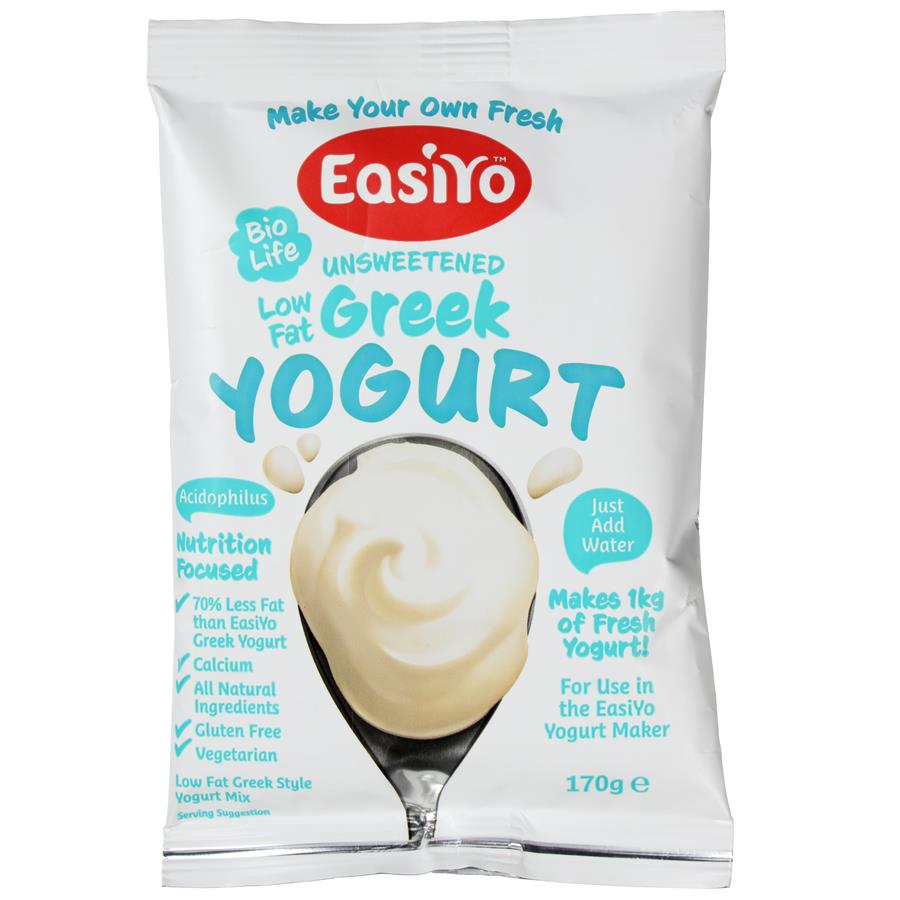 Make Your Own Fresh
EasiYo™
Bio
Life
UNSWEETENED
Low
Fat
Greek
YOGURT
Acidophilus
Nutrition
Focused
✓ 70% Less Fat
than EasiYo
Greek Yogurt
✓ Calcium
✓ All Natural
Ingredients
✓ Gluten Free
✓ Vegetarian
Low Fat Greek Style
Yogurt Mix
Serving Suggestion
Just
Add
Water
Makes 1kg
of Fresh
Yogurt!
For Use in
the EasiYo
Yogurt Maker
170g ℮